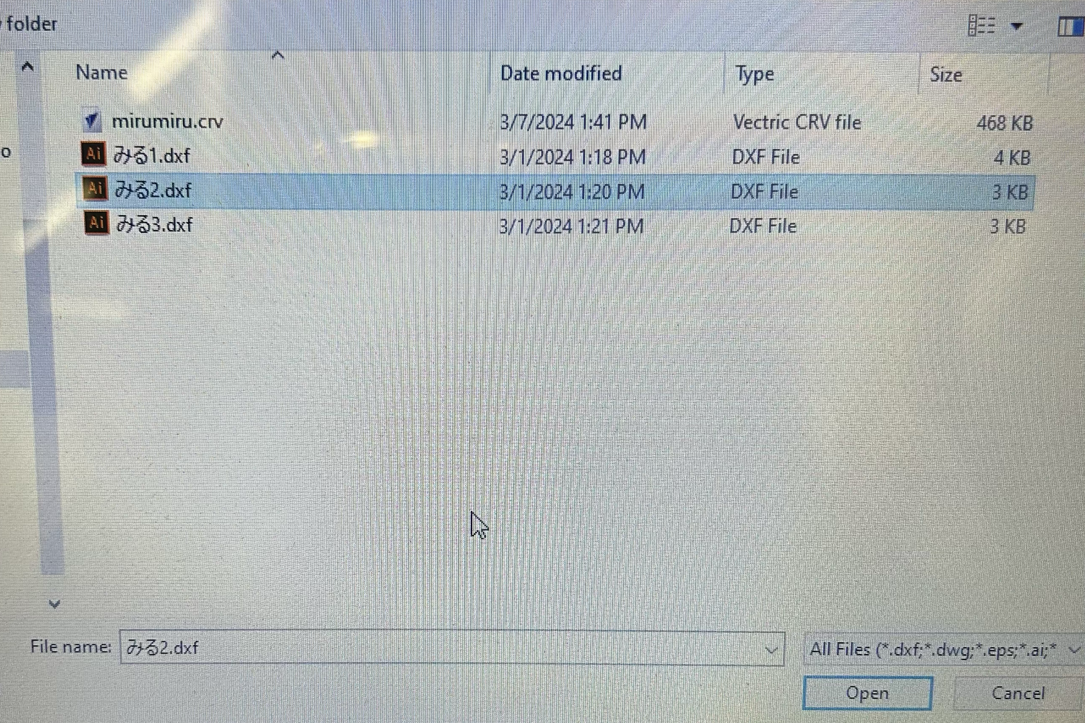 folder
Name Date modified Type Size
mirumiru.crv 3/7/2024 1:41 PM Vectric CRV file 468 KB
Ai みる1.dxf 3/1/2024 1:18 PM DXF File 4 KB
Ai みる2.dxf 3/1/2024 1:20 PM DXF File 3 KB
Ai みる3.dxf 3/1/2024 1:21 PM DXF File 3 KB
File name: みる2.dxf All Files (*.dxf;*.dwg;*.eps;*.ai;*
Open Cancel